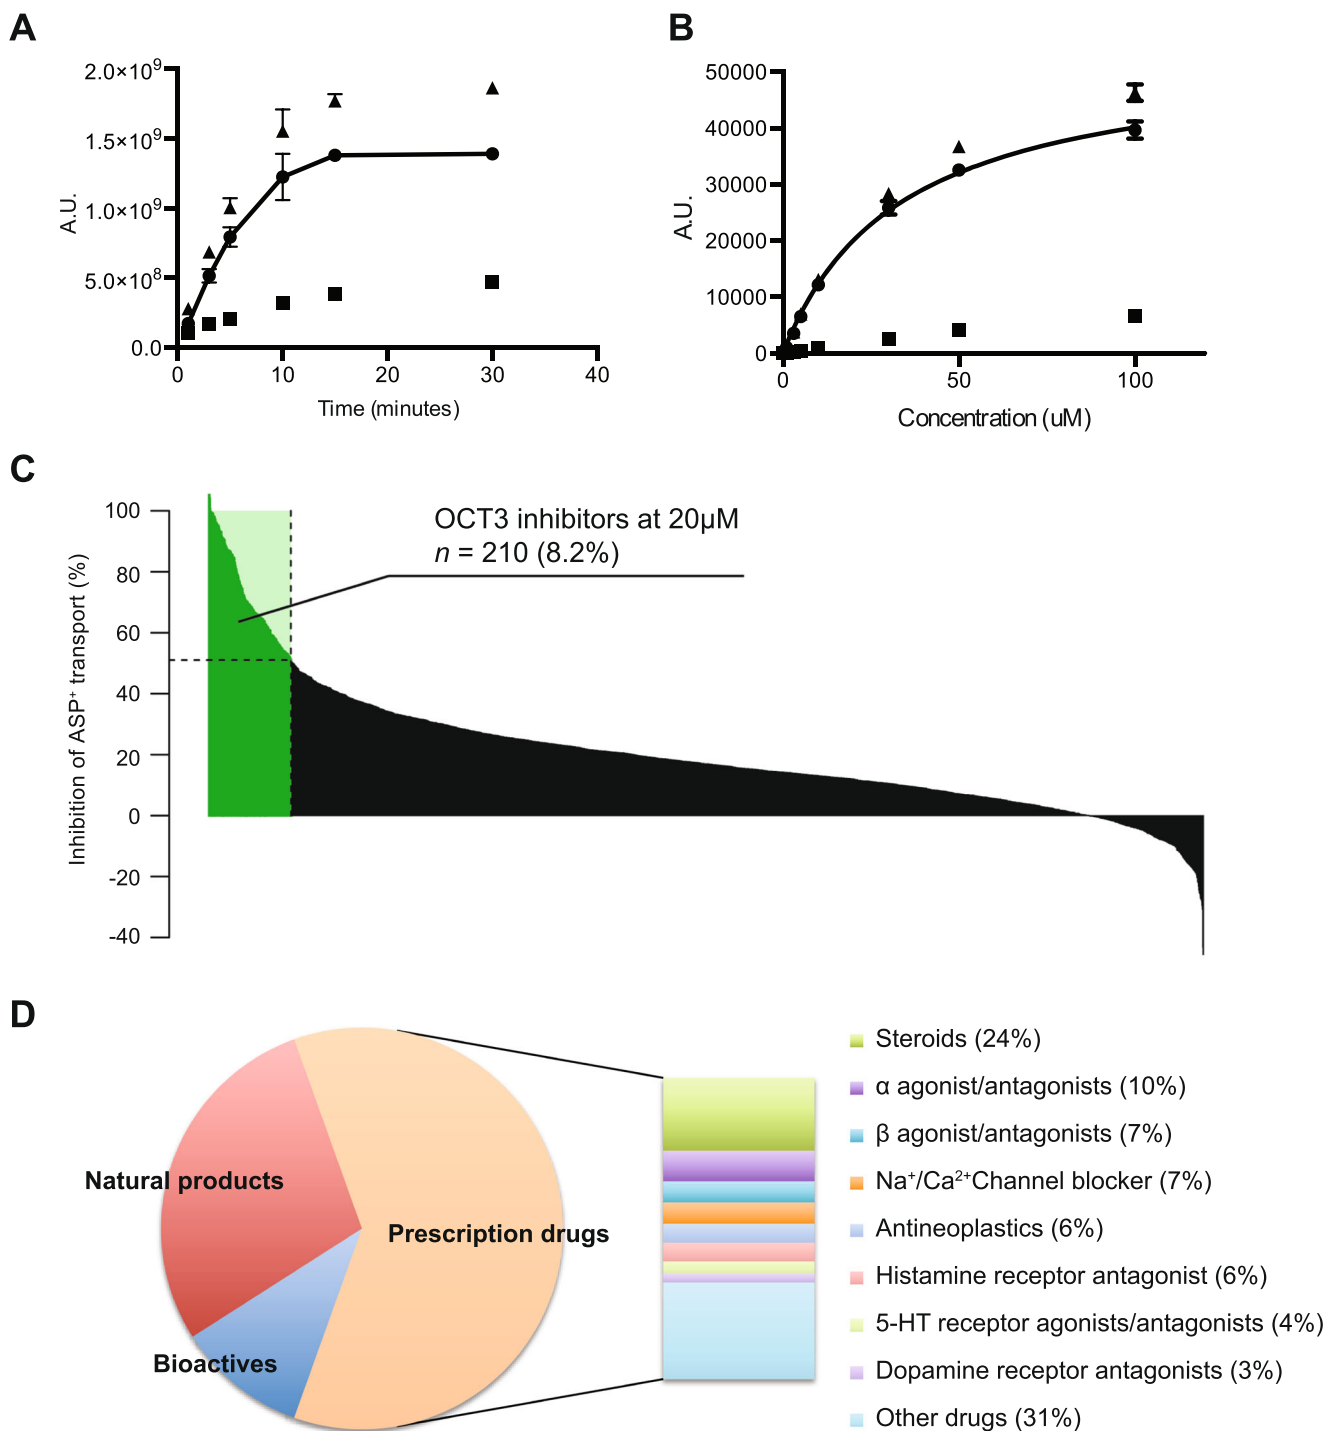 A
2.0×10⁹
1.5×10⁹
1.0×10⁹
5.0×10⁸
0.0
A.U.
0 10 20 30 40
Time (minutes)
B
50000
40000
30000
20000
10000
0
A.U.
0 50 100
Concentration (uM)
C
100
80
60
40
20
0
-20
-40
Inhibition of ASP⁺ transport (%)
OCT3 inhibitors at 20μM
n = 210 (8.2%)
D
Natural products
Prescription drugs
Bioactives
Steroids (24%)
α agonist/antagonists (10%)
β agonist/antagonists (7%)
Na⁺/Ca²⁺Channel blocker (7%)
Antineoplastics (6%)
Histamine receptor antagonist (6%)
5-HT receptor agonists/antagonists (4%)
Dopamine receptor antagonists (3%)
Other drugs (31%)